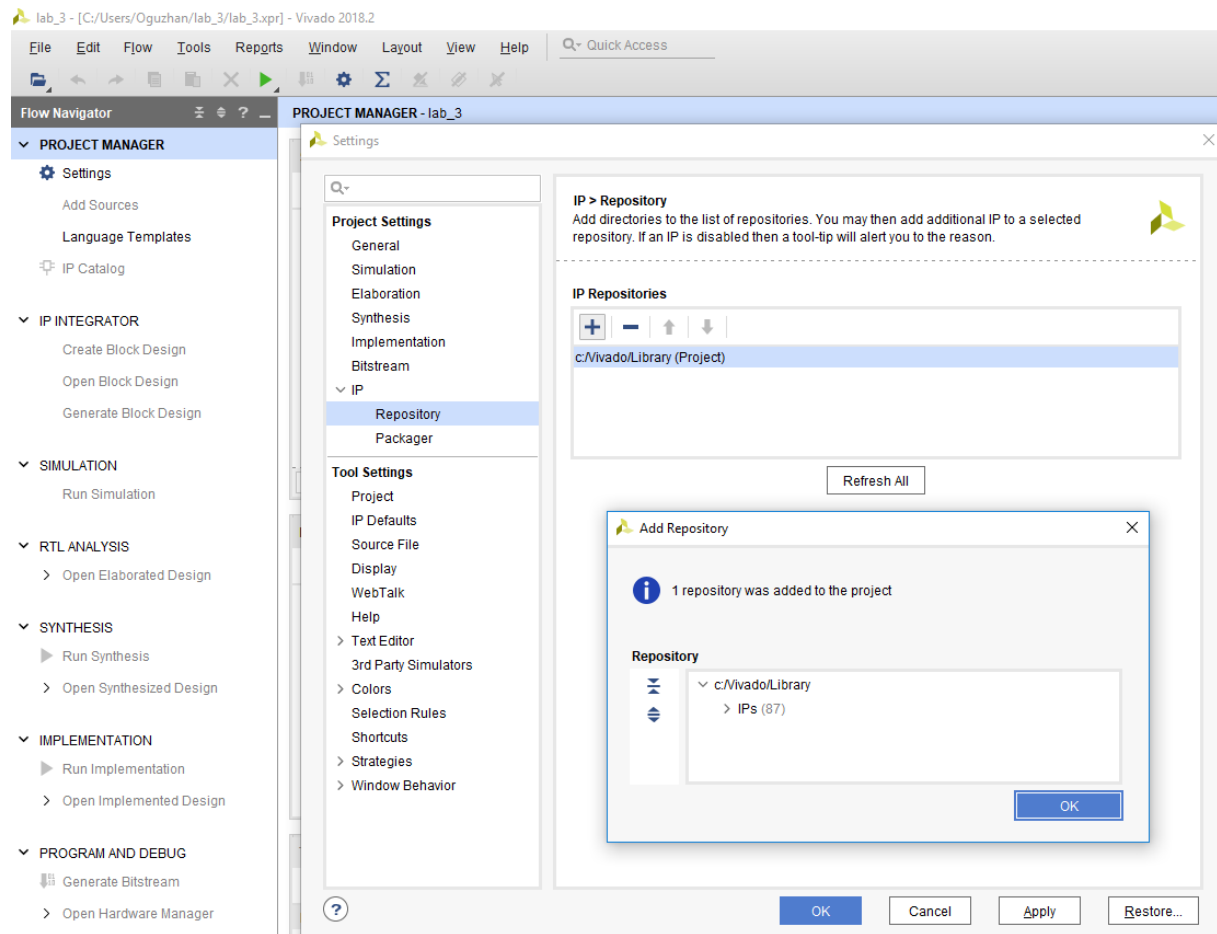 lab_3 - [C:/Users/Oguzhan/lab_3/lab_3.xpr] - Vivado 2018.2
File Edit Flow Tools Reports Window Layout View Help Quick Access
Flow Navigator
PROJECT MANAGER
Settings
Add Sources
Language Templates
IP Catalog
IP INTEGRATOR
Create Block Design
Open Block Design
Generate Block Design
SIMULATION
Run Simulation
RTL ANALYSIS
Open Elaborated Design
SYNTHESIS
Run Synthesis
Open Synthesized Design
IMPLEMENTATION
Run Implementation
Open Implemented Design
PROGRAM AND DEBUG
Generate Bitstream
Open Hardware Manager
PROJECT MANAGER - lab_3
Settings
Project Settings
General
Simulation
Elaboration
Synthesis
Implementation
Bitstream
IP
Repository
Packager
Tool Settings
Project
IP Defaults
Source File
Display
WebTalk
Help
Text Editor
3rd Party Simulators
Colors
Selection Rules
Shortcuts
Strategies
Window Behavior
IP > Repository
Add directories to the list of repositories. You may then add additional IP to a selected
repository. If an IP is disabled then a tool-tip will alert you to the reason.
IP Repositories
c:/Vivado/Library (Project)
Refresh All
Add Repository
1 repository was added to the project
Repository
c:/Vivado/Library
IPs (87)
OK
OK Cancel Apply Restore...